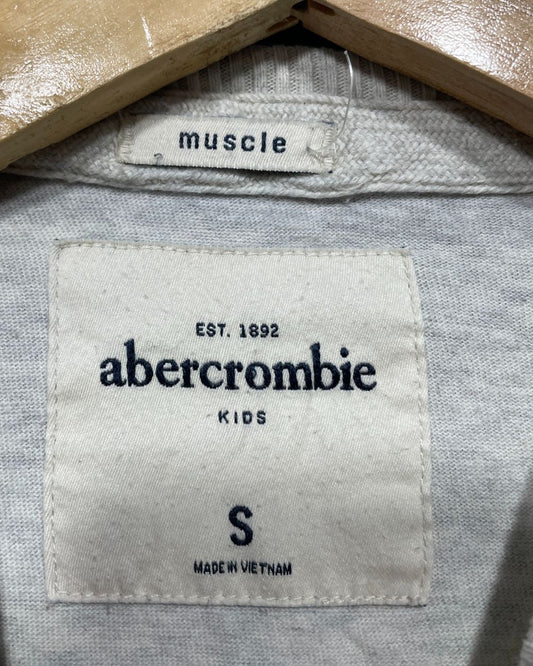 muscle
EST. 1892
abercrombie
KIDS
S
MADE IN VIETNAM